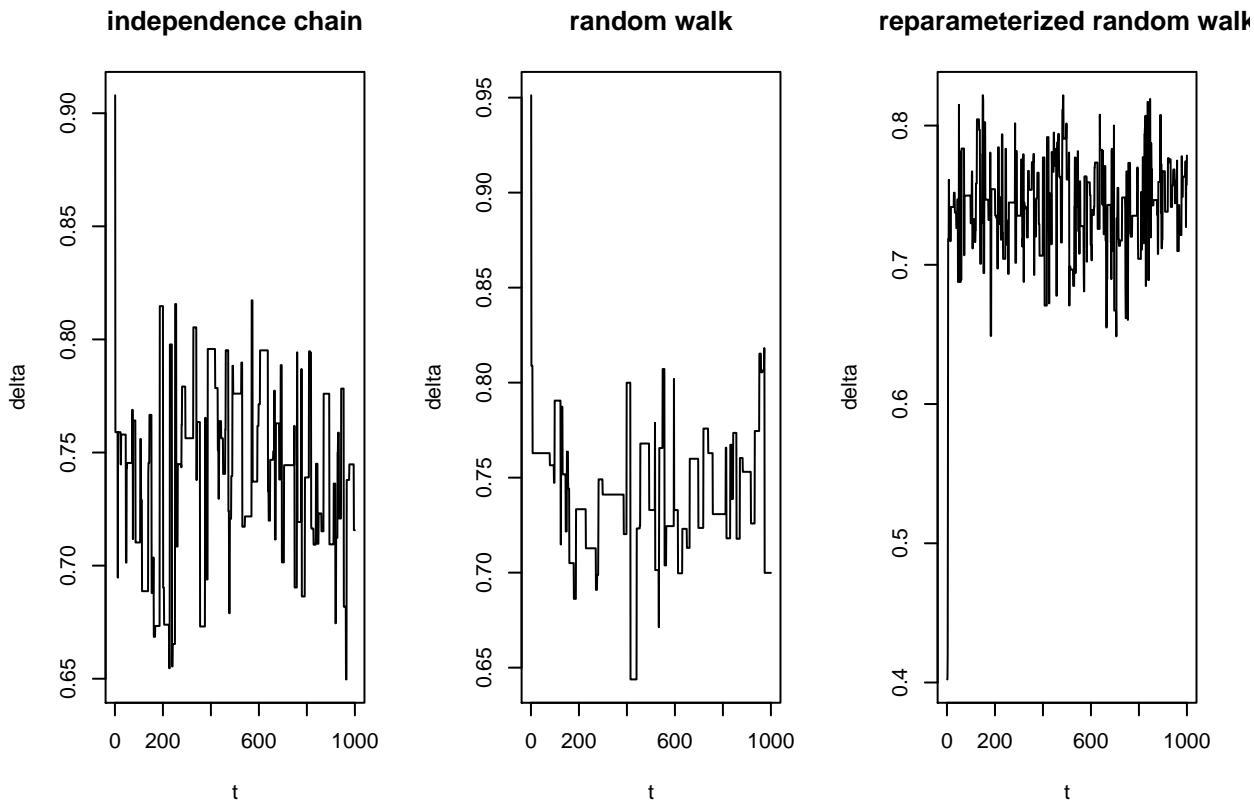 independence chain
0.65 0.70 0.75 0.80 0.85 0.90
delta
0 200 600 1000
t
random walk
0.65 0.70 0.75 0.80 0.85 0.90 0.95
delta
0 200 600 1000
t
reparameterized random walk
0.4 0.5 0.6 0.7 0.8
delta
0 200 600 1000
t